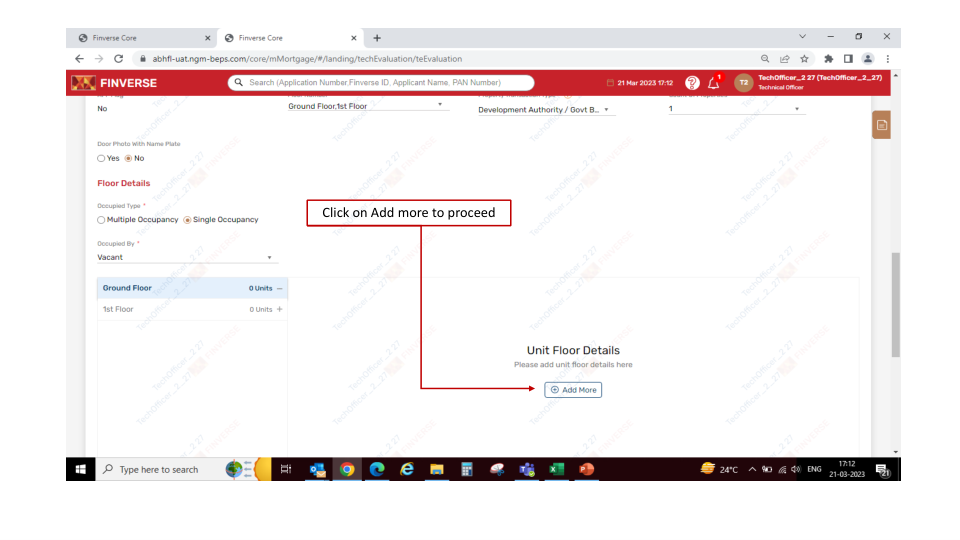 Finverse Core
Finverse Core
abhfl-uat.ngm-beps.com/core/mMortgage/#/landing/techEvaluation/teEvaluation
FINVERSE
Search (Application Number,Finverse ID, Applicant Name, PAN Number)
21 Mar 2023 17:12
1
T2
TechOfficer_2 27 (TechOfficer_2_27)
Technical Officer
No
Ground Floor,1st Floor
Development Authority / Govt B...
1
Door Photo With Name Plate
Yes
No
Floor Details
Occupied Type *
Multiple Occupancy
Single Occupancy
Click on Add more to proceed
Occupied By *
Vacant
Ground Floor
0 Units
1st Floor
0 Units
Unit Floor Details
Please add unit floor details here
Add More
Type here to search
24°C
ENG
17:12
21-03-2023
21